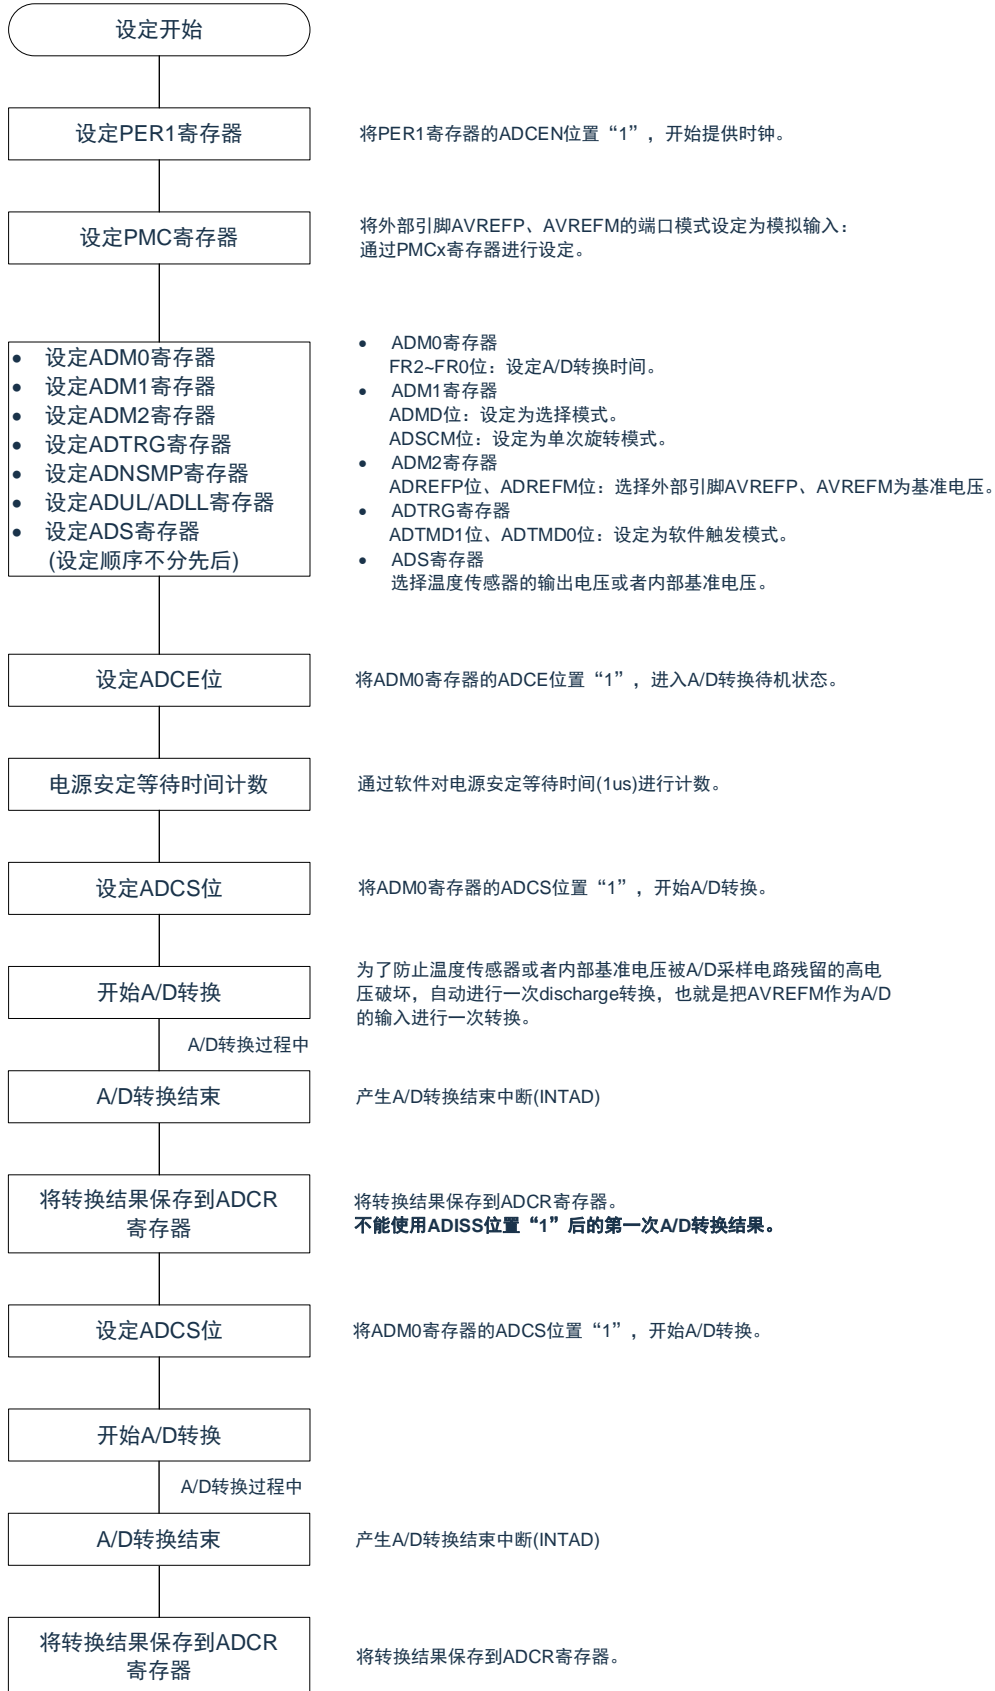 设定开始
设定PER1寄存器
将PER1寄存器的ADCEN位置“1”，开始提供时钟。
设定PMC寄存器
将外部引脚AVREFP、AVREFM的端口模式设定为模拟输入：
通过PMCx寄存器进行设定。
• 设定ADM0寄存器
• 设定ADM1寄存器
• 设定ADM2寄存器
• 设定ADTRG寄存器
• 设定ADNSMP寄存器
• 设定ADUL/ADLL寄存器
• 设定ADS寄存器
(设定顺序不分先后)
• ADM0寄存器
FR2~FR0位：设定A/D转换时间。
• ADM1寄存器
ADMD位：设定为选择模式。
ADSCM位：设定为单次旋转模式。
• ADM2寄存器
ADREFP位、ADREFM位：选择外部引脚AVREFP、AVREFM为基准电压。
• ADTRG寄存器
ADTMD1位、ADTMD0位：设定为软件触发模式。
• ADS寄存器
选择温度传感器的输出电压或者内部基准电压。
设定ADCE位
将ADM0寄存器的ADCE位置“1”，进入A/D转换待机状态。
电源安定等待时间计数
通过软件对电源安定等待时间(1us)进行计数。
设定ADCS位
将ADM0寄存器的ADCS位置“1”，开始A/D转换。
开始A/D转换
为了防止温度传感器或者内部基准电压被A/D采样电路残留的高电
压破坏，自动进行一次discharge转换，也就是把AVREFM作为A/D
的输入进行一次转换。
A/D转换过程中
A/D转换结束
产生A/D转换结束中断(INTAD)
将转换结果保存到ADCR
寄存器
将转换结果保存到ADCR寄存器。
不能使用ADISS位置“1”后的第一次A/D转换结果。
设定ADCS位
将ADM0寄存器的ADCS位置“1”，开始A/D转换。
开始A/D转换
A/D转换过程中
A/D转换结束
产生A/D转换结束中断(INTAD)
将转换结果保存到ADCR
寄存器
将转换结果保存到ADCR寄存器。